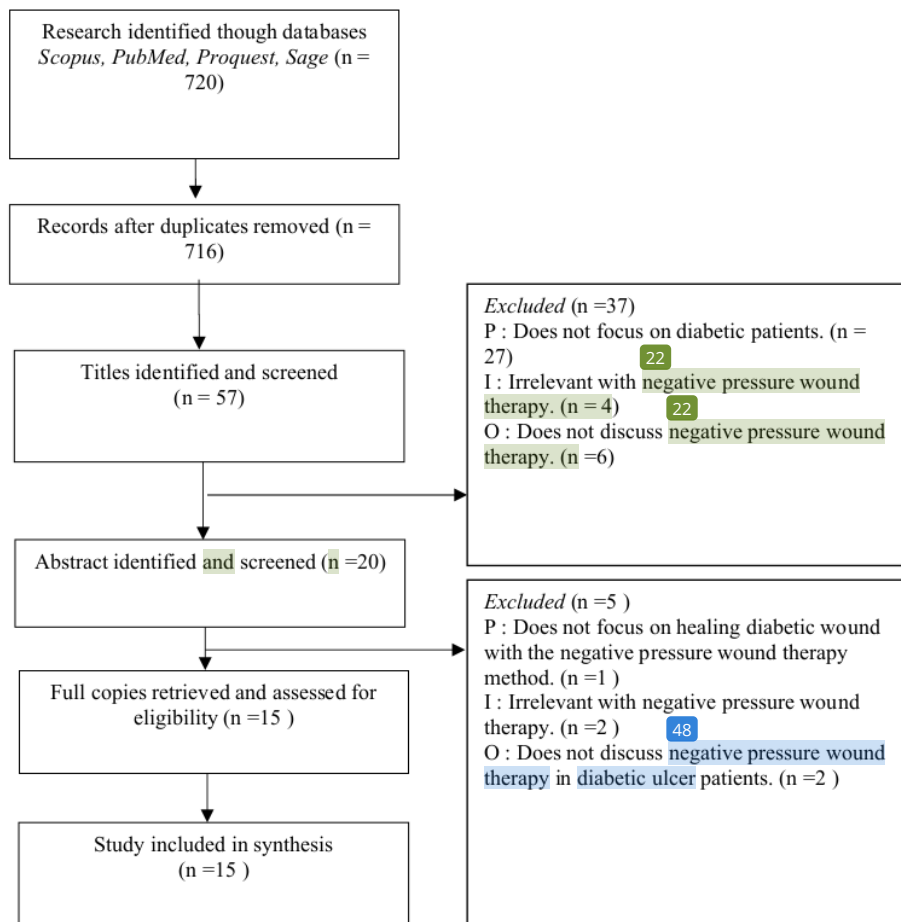 Research identified though databases
Scopus, PubMed, Proquest, Sage (n =
720)
Records after duplicates removed (n =
716)
Titles identified and screened
(n = 57)
Excluded (n =37)
P : Does not focus on diabetic patients. (n =
27)
22
I : Irrelevant with negative pressure wound
therapy. (n = 4)
22
O : Does not discuss negative pressure wound
therapy. (n =6)
Abstract identified and screened (n =20)
Excluded (n =5 )
P : Does not focus on healing diabetic wound
with the negative pressure wound therapy
method. (n =1 )
I : Irrelevant with negative pressure wound
therapy. (n =2 )
48
O : Does not discuss negative pressure wound
therapy in diabetic ulcer patients. (n =2 )
Full copies retrieved and assessed for
eligibility (n =15 )
Study included in synthesis
(n =15 )